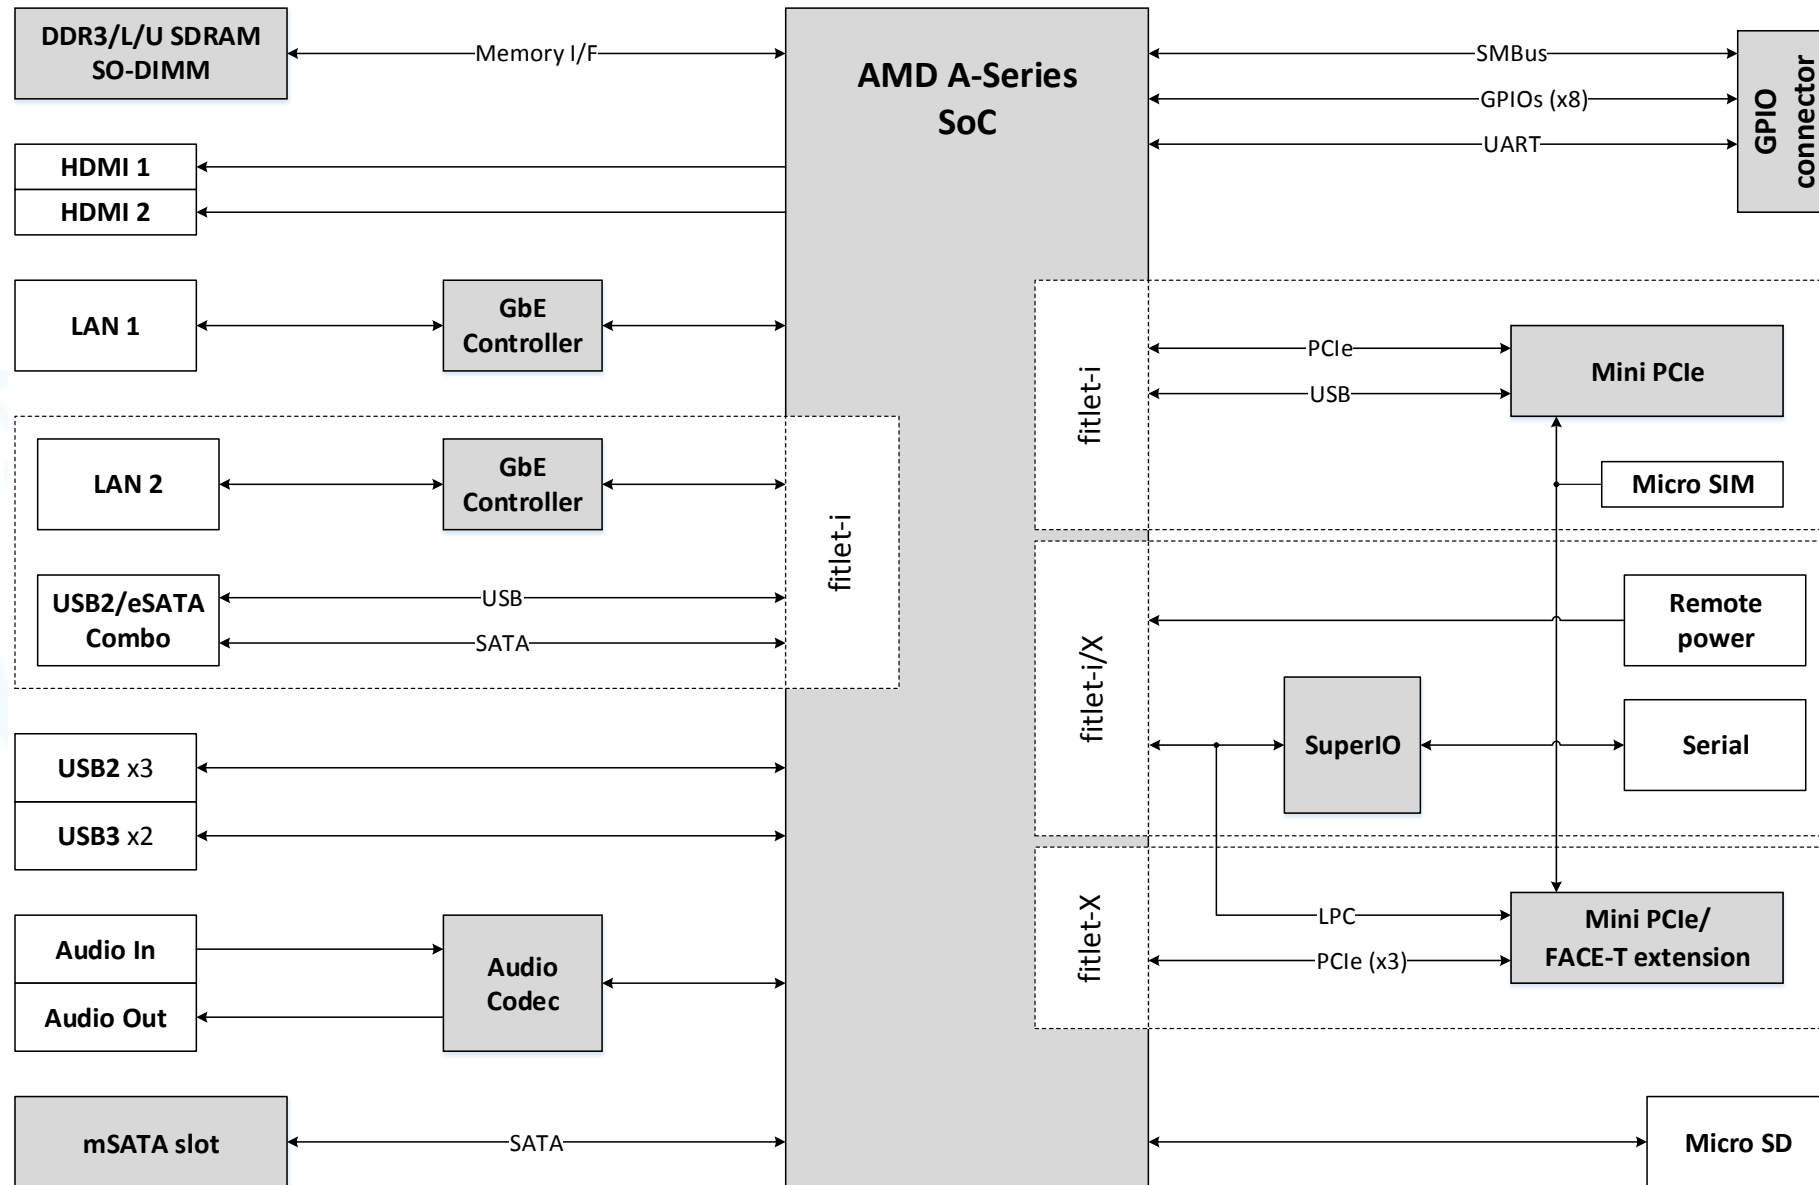 DDR3/L/U SDRAM
SO-DIMM
Memory I/F
AMD A-Series
SoC
SMBus
GPIOs (x8)
UART
GPIO
connector
HDMI 1
HDMI 2
LAN 1
GbE
Controller
fitlet-i
PCIe
USB
Mini PCIe
Micro SIM
LAN 2
GbE
Controller
fitlet-i
USB2/eSATA
Combo
USB
SATA
fitlet-i/X
Remote
power
SuperIO
Serial
USB2 x3
USB3 x2
fitlet-X
LPC
PCIe (x3)
Mini PCIe/
FACE-T extension
Audio In
Audio Out
Audio
Codec
mSATA slot
SATA
Micro SD